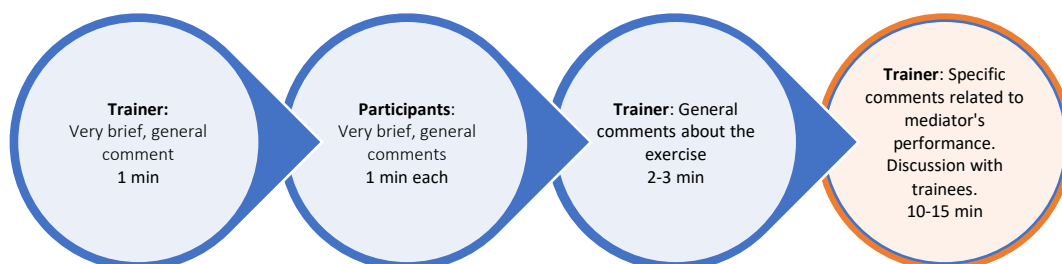 Trainer:
Very brief, general
comment
1 min
Participants:
Very brief, general
comments
1 min each
Trainer: General
comments about the
exercise
2-3 min
Trainer: Specific
comments related to
mediator's
performance.
Discussion with
trainees.
10-15 min